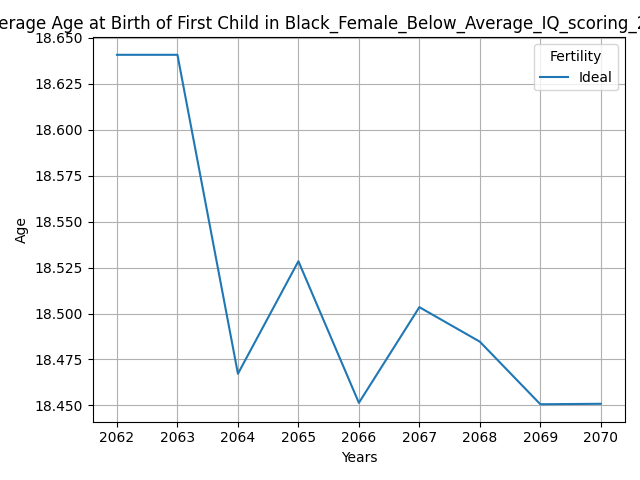 erage Age at Birth of First Child in Black_Female_Below_Average_IQ_scoring_2
18.650
18.625
18.600
18.575
18.550
18.525
18.500
18.475
18.450
Age
Fertility
Ideal
2062 2063 2064 2065 2066 2067 2068 2069 2070
Years